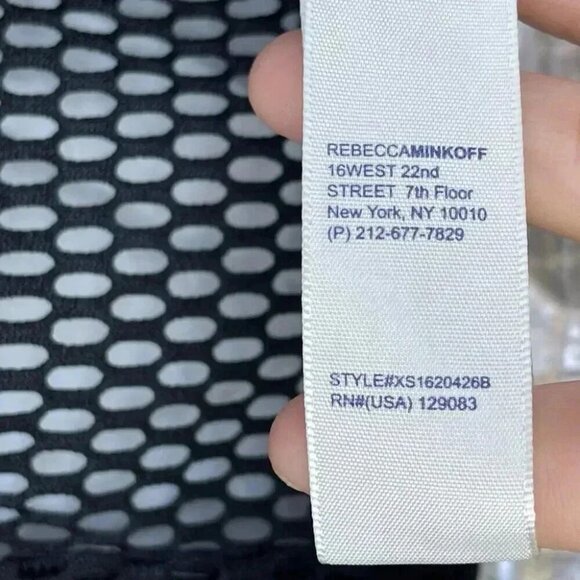 REBECCAMINKOFF
16WEST 22nd
STREET 7th Floor
New York, NY 10010
(P) 212-677-7829
STYLE#XS1620426B
RN#(USA) 129083